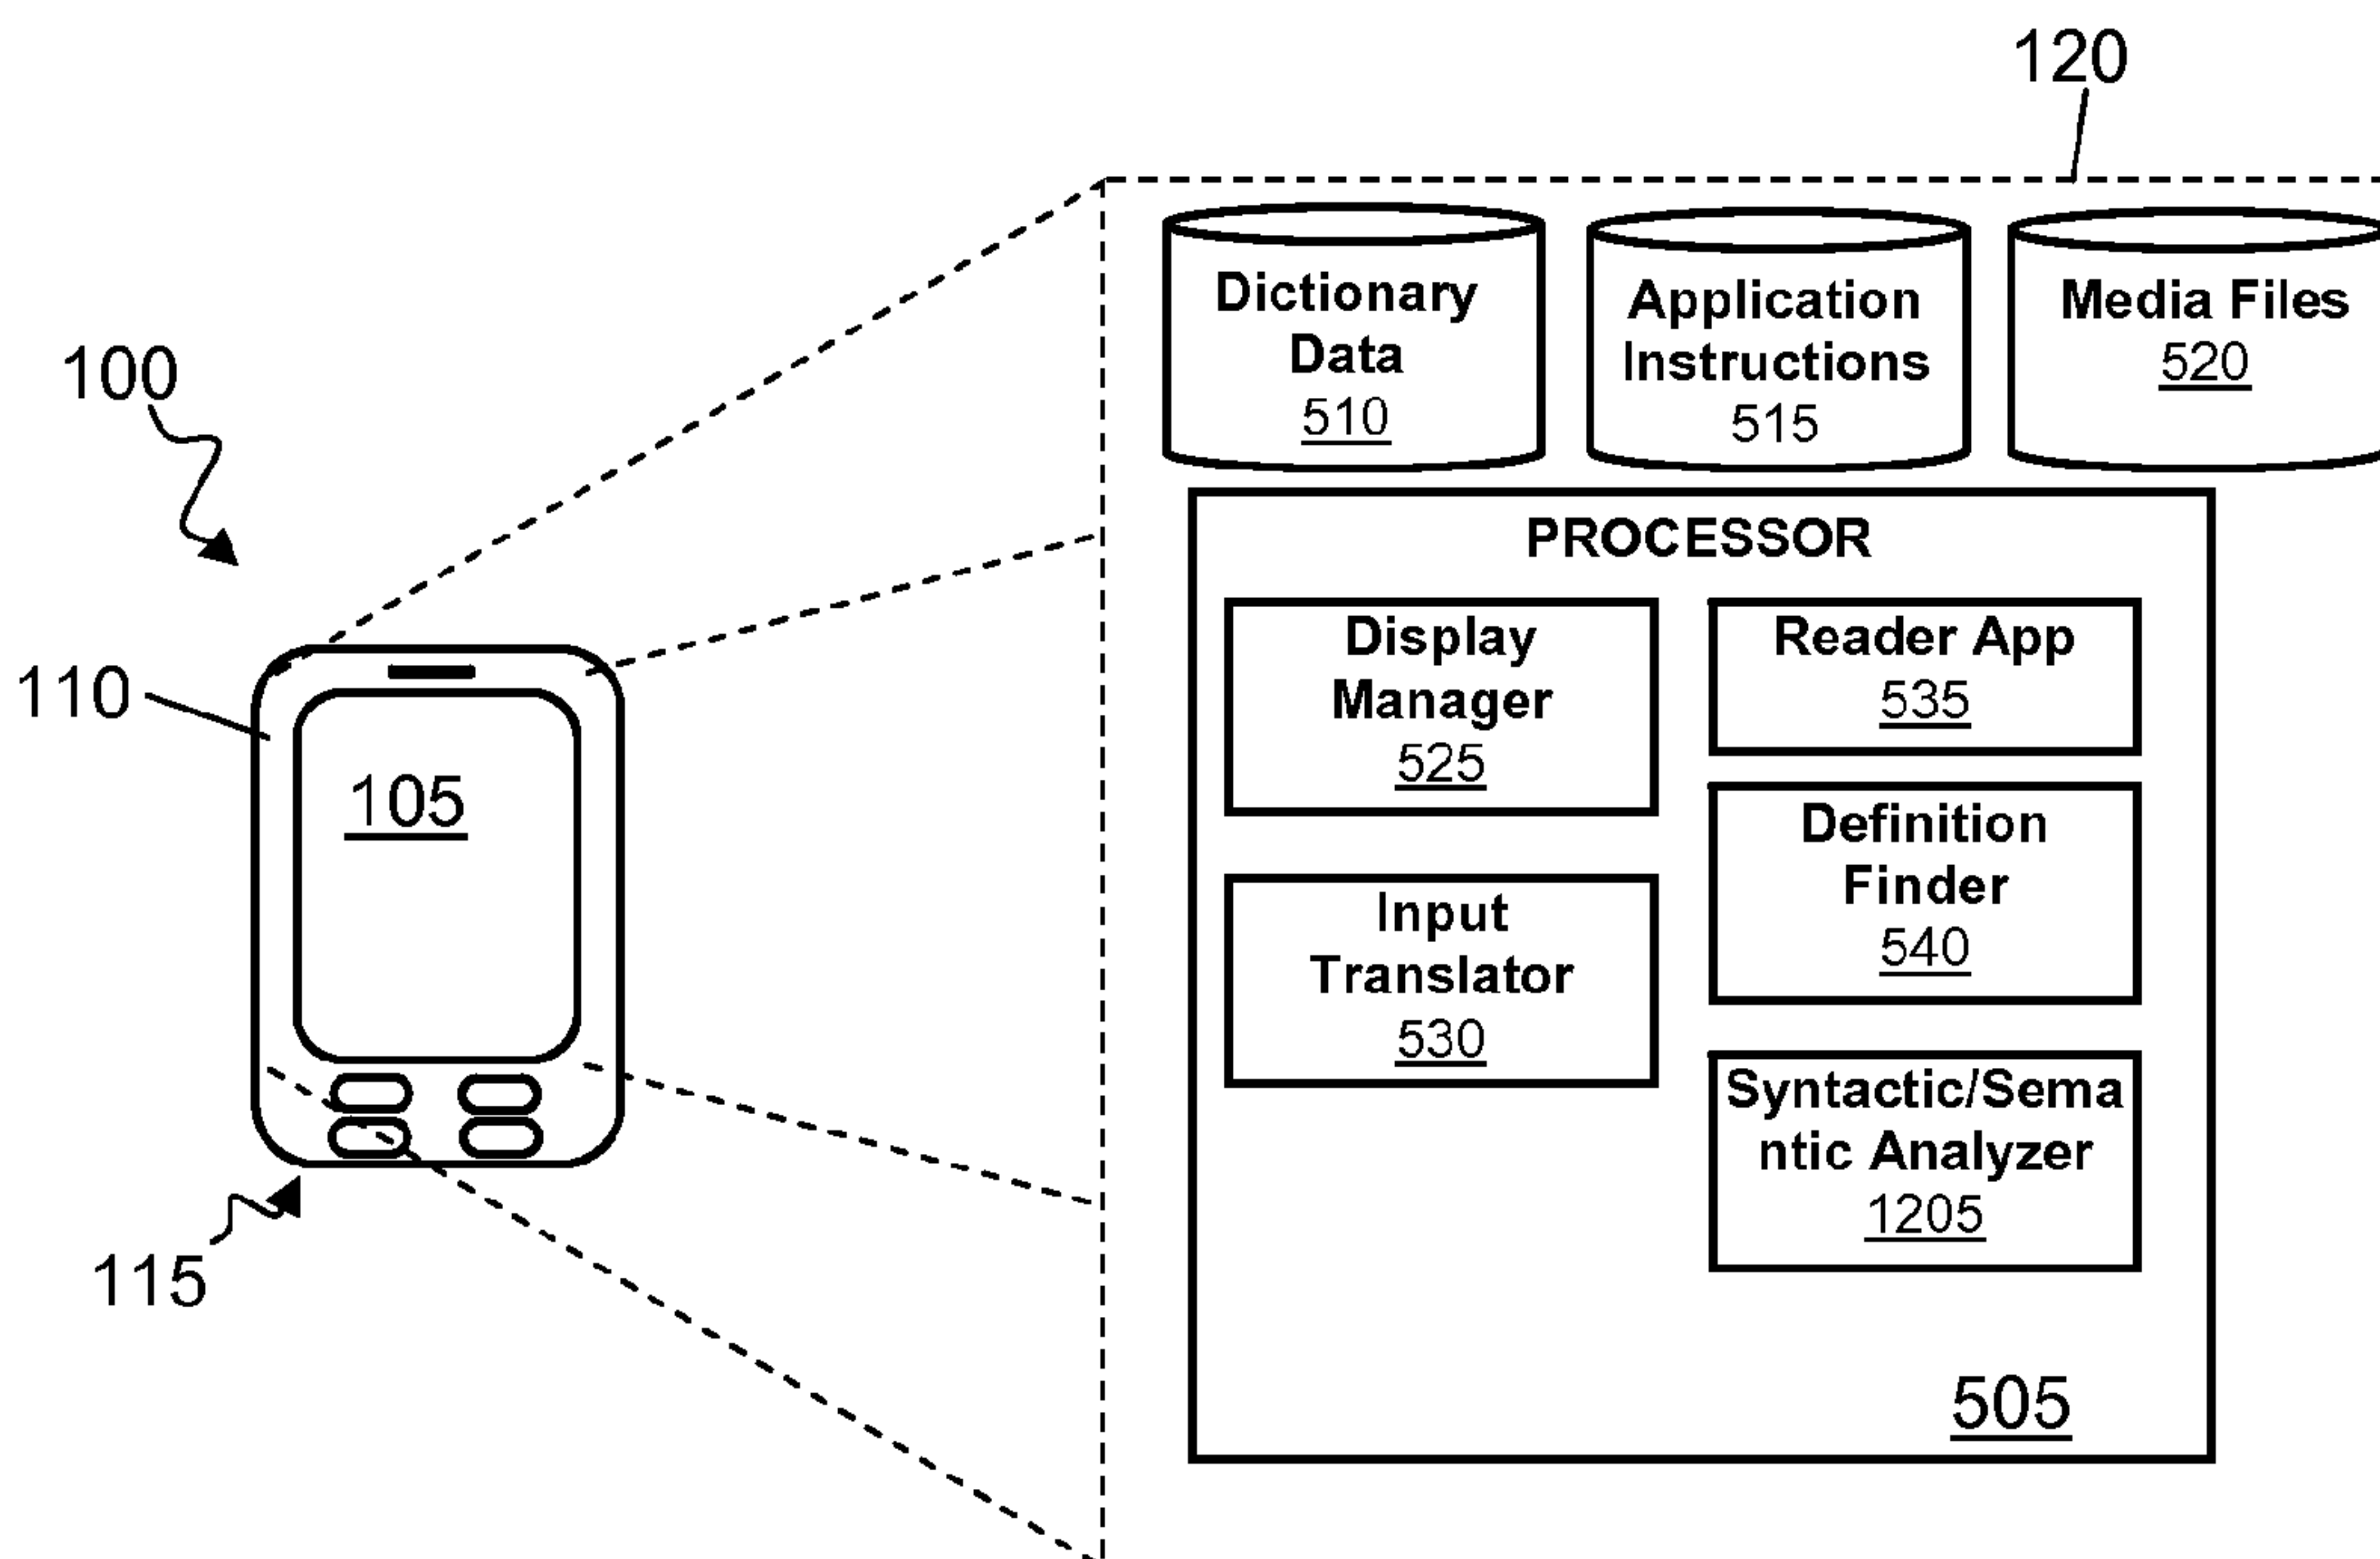 120
Dictionary
Data
510
Application
Instructions
515
Media Files
520
100
110
105
115
PROCESSOR
Display
Manager
525
Reader App
535
Input
Translator
530
Definition
Finder
540
Syntactic/Sema
ntic Analyzer
1205
505